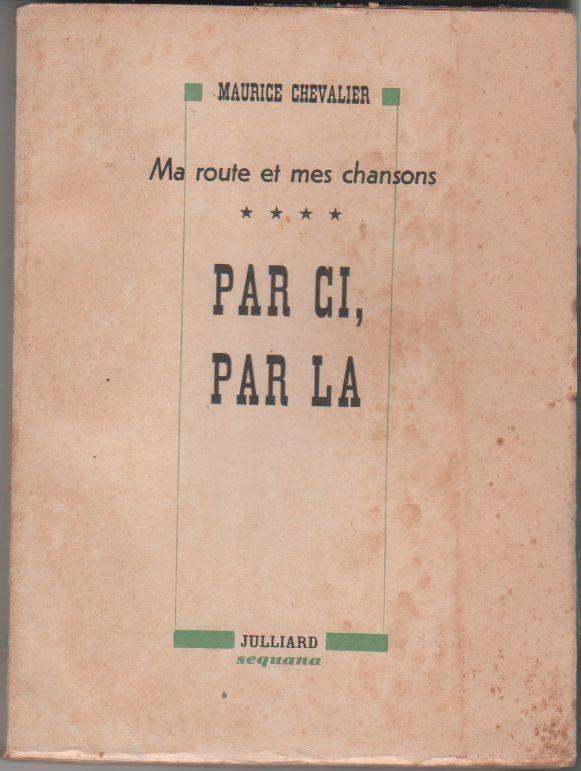 MAURICE CHEVALIER
Ma route et mes chansons
★ ★ ★ ★
PAR CI,
PAR LA
JULLIARD
sequana